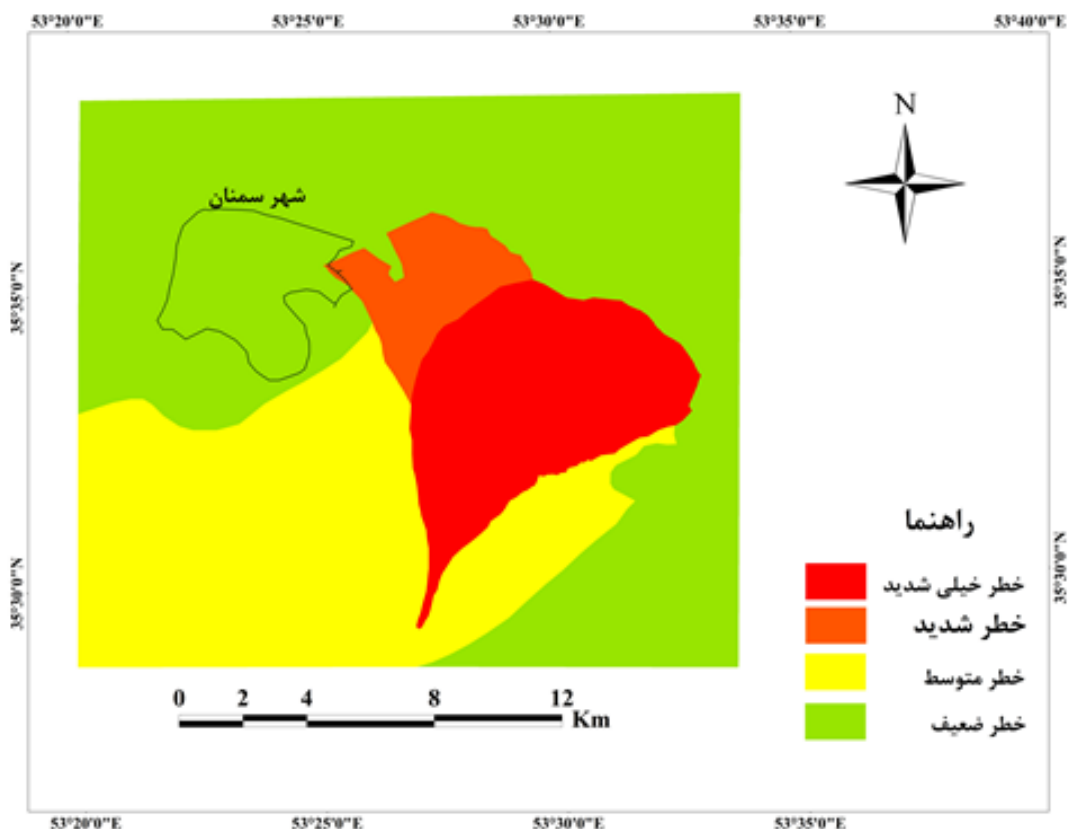 53°20'0"E 53°25'0"E 53°30'0"E 53°35'0"E 53°40'0"E
N
شهر سمنان
35°35'0"N
35°35'0"N
راهنما
خطر خیلی شدید
خطر شدید
خطر متوسط
خطر ضعیف
35°30'0"N
35°30'0"N
0 2 4 8 12
Km
53°20'0"E 53°25'0"E 53°30'0"E 53°35'0"E